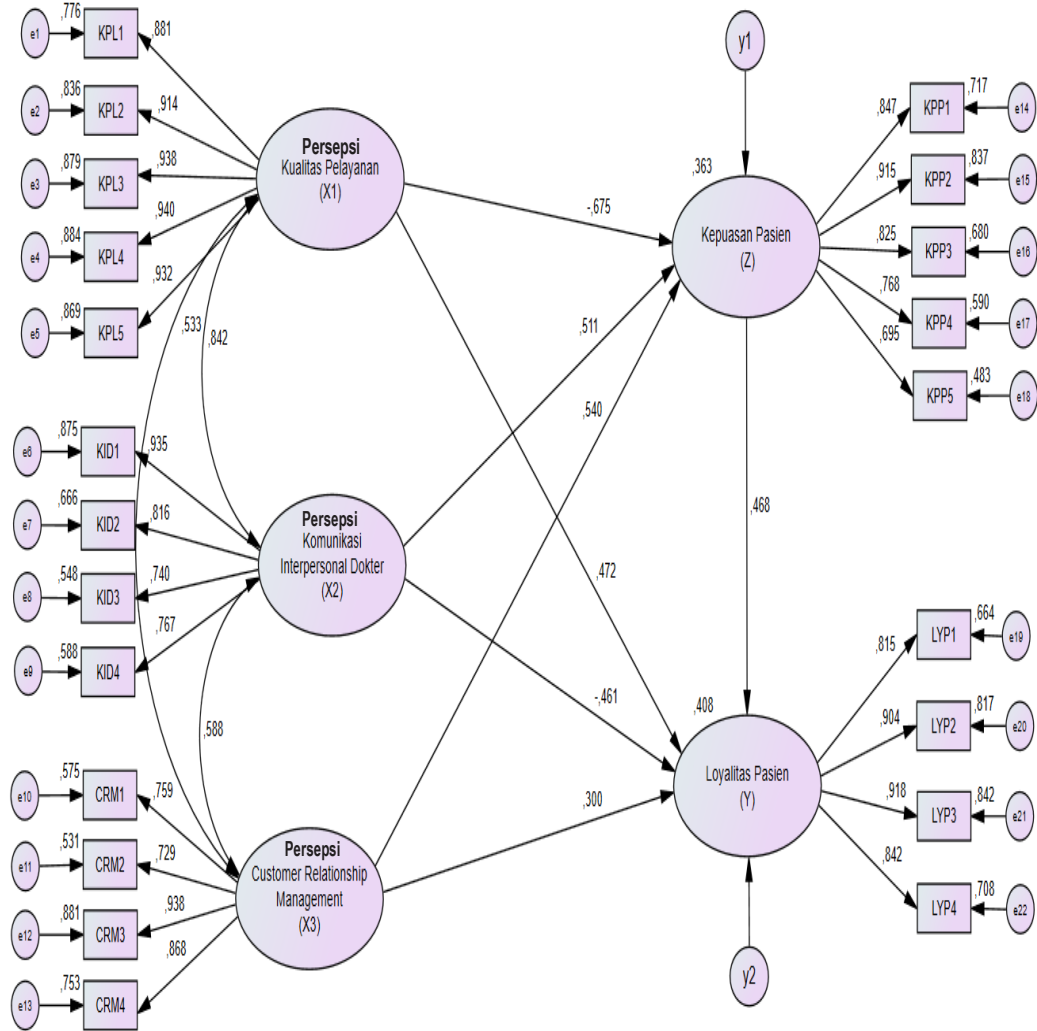 e1
,776
KPL1
,881
e2
,836
KPL2
,914
e3
,879
KPL3
,938
e4
,884
KPL4
,940
e5
,869
KPL5
,932
Persepsi
Kualitas Pelayanan
(X1)
,533
,842
e6
,875
KID1
,935
e7
,666
KID2
,816
e8
,548
KID3
,740
e9
,588
KID4
,767
Persepsi
Komunikasi
Interpersonal Dokter
(X2)
,588
e10
,575
CRM1
,759
e11
,531
CRM2
,729
e12
,881
CRM3
,938
e13
,753
CRM4
,868
Persepsi
Customer Relationship
Management
(X3)
-,675
,511
,540
,472
-,461
,300
y1
,363
Kepuasan Pasien
(Z)
,468
,408
Loyalitas Pasien
(Y)
y2
,847
KPP1
,717
e14
,915
KPP2
,837
e15
,825
KPP3
,680
e16
,768
KPP4
,590
e17
,695
KPP5
,483
e18
,815
LYP1
,664
e19
,904
LYP2
,817
e20
,918
LYP3
,842
e21
,842
LYP4
,708
e22